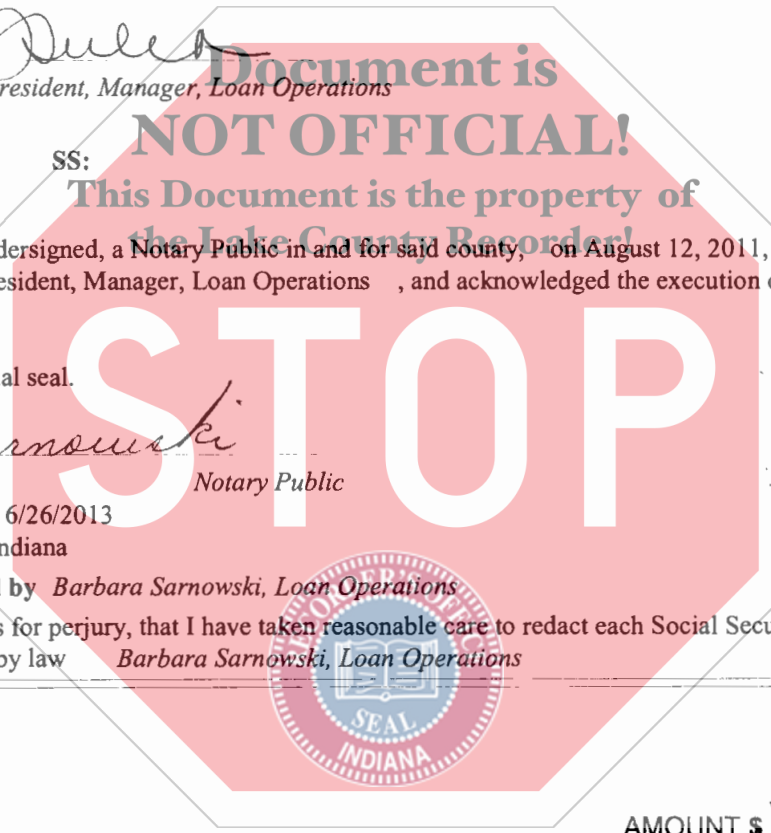 Document is
resident, Manager, Loan Operations
NOT OFFICIAL!
SS:
This Document is the property of
the Lake County Recorder!
dersigned, a Notary Public in and for said county, on August 12, 2011,
esident, Manager, Loan Operations , and acknowledged the execution
STOP
al seal.
rnowski
Notary Public
6/26/2013
ndiana
by Barbara Sarnowski, Loan Operations
s for perjury, that I have taken reasonable care to redact each Social Secu
by law Barbara Sarnowski, Loan Operations
RECORDER'S OFFICE
SEAL
INDIANA
AMOUNT $